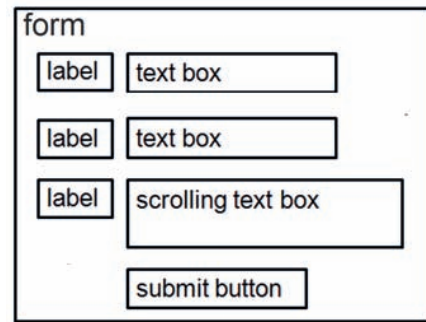 form
label text box
label text box
label scrolling text box
submit button